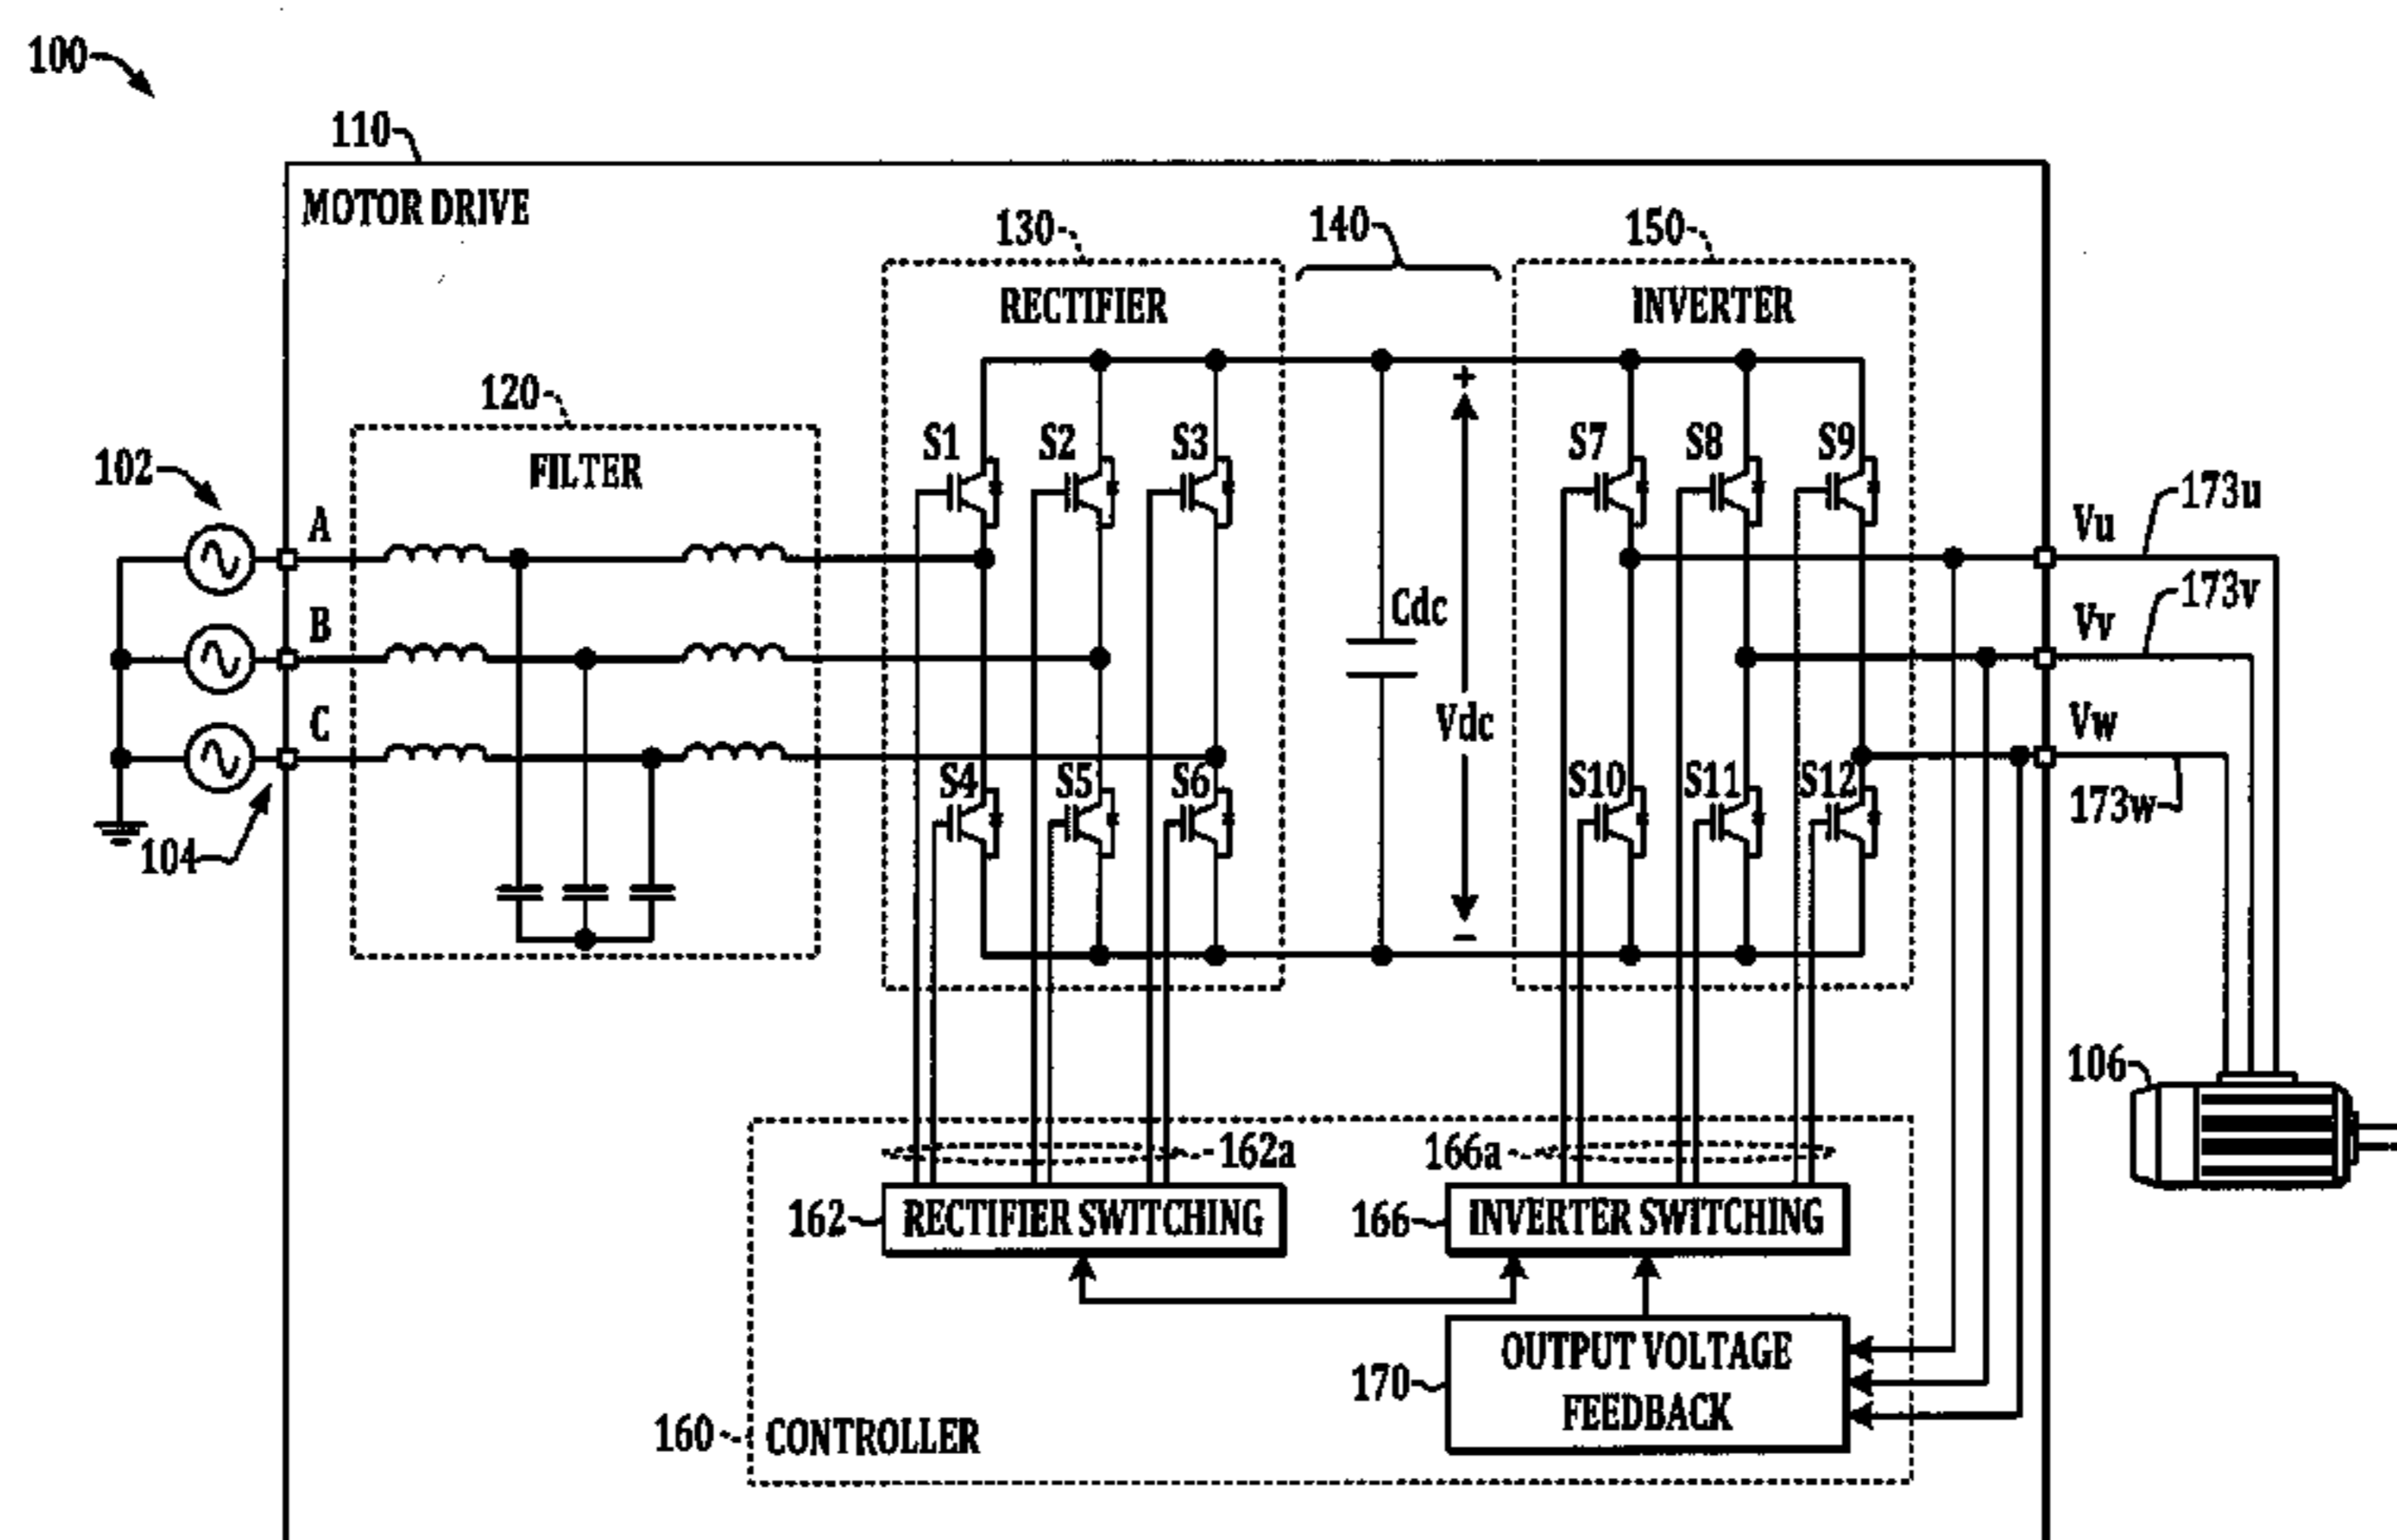 100
110
MOTOR DRIVE
130
140
150
RECTIFIER
INVERTER
120
FILTER
102
S1 S2 S3
S7 S8 S9
A
B
C
104
Cdc
+
Vdc
−
S4 S5 S6
S10 S11 S12
Vu
173u
Vv
173v
Vw
173w
106
162a
166a
162
RECTIFIER SWITCHING
166
INVERTER SWITCHING
170
OUTPUT VOLTAGE
FEEDBACK
160
CONTROLLER